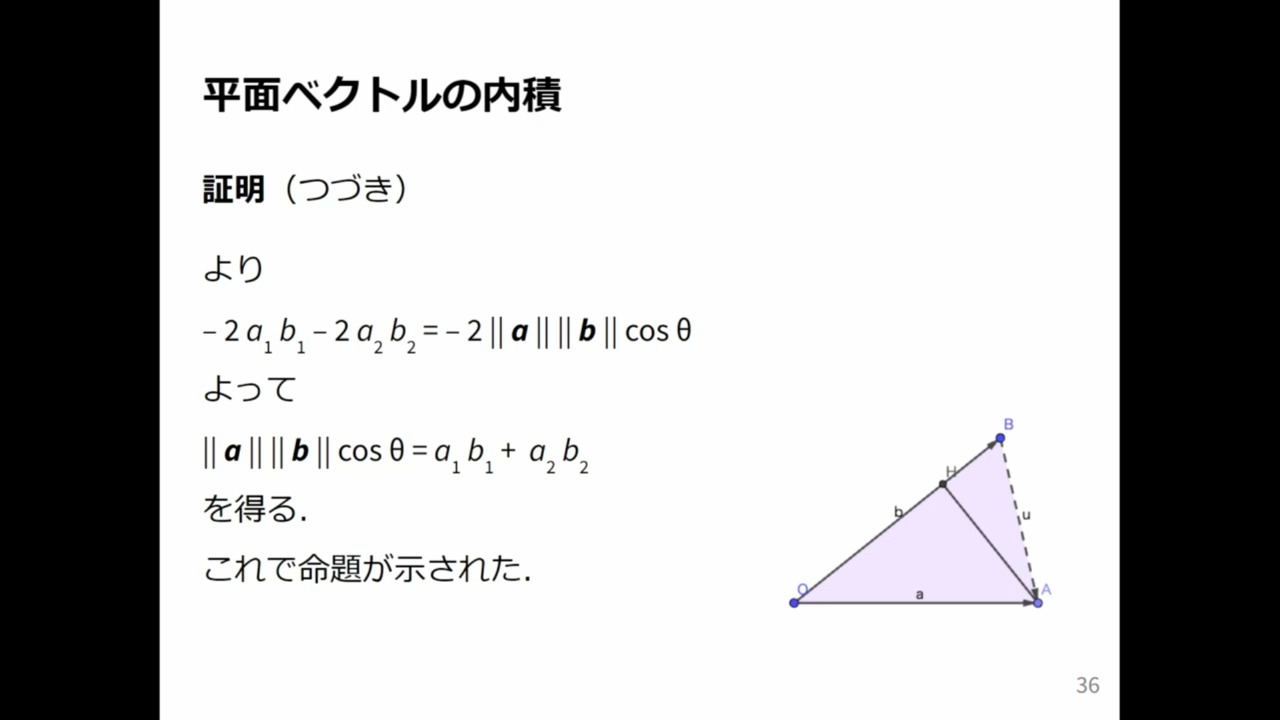 平面ベクトルの内積
証明（つづき）
より
– 2 a1 b1 – 2 a2 b2 = – 2 || a || || b || cos θ
よって
|| a || || b || cos θ = a1 b1 + a2 b2
を得る.
これで命題が示された.
B
H
b
u
O
a
A
36